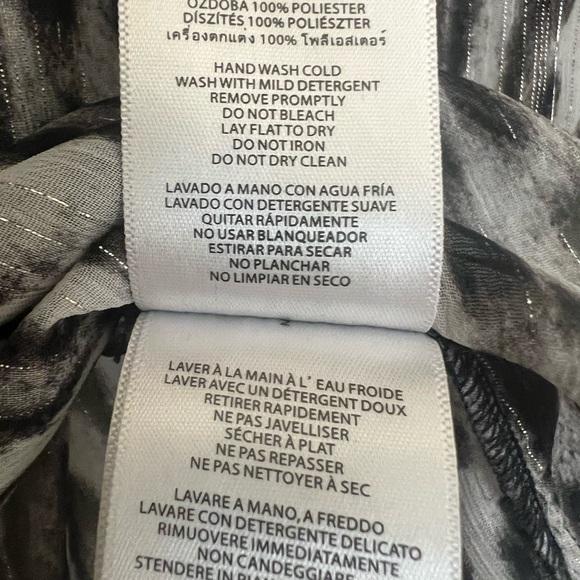 OZDOBA 100% POLIESTER
DÍSZÍTÉS 100% POLIÉSZTER
เครื่องตกแต่ง 100% โพลีเอสเตอร์
HAND WASH COLD
WASH WITH MILD DETERGENT
REMOVE PROMPTLY
DO NOT BLEACH
LAY FLAT TO DRY
DO NOT IRON
DO NOT DRY CLEAN
LAVADO A MANO CON AGUA FRÍA
LAVADO CON DETERGENTE SUAVE
QUITAR RÁPIDAMENTE
NO USAR BLANQUEADOR
ESTIRAR PARA SECAR
NO PLANCHAR
NO LIMPIAR EN SECO
LAVER À LA MAIN À L' EAU FROIDE
LAVER AVEC UN DÉTERGENT DOUX
RETIRER RAPIDEMENT
NE PAS JAVELLISER
SÉCHER À PLAT
NE PAS REPASSER
NE PAS NETTOYER À SEC
LAVARE A MANO, A FREDDO
LAVARE CON DETERGENTE DELICATO
RIMUOVERE IMMEDIATAMENTE
NON CANDEGGIARE
STENDERE IN